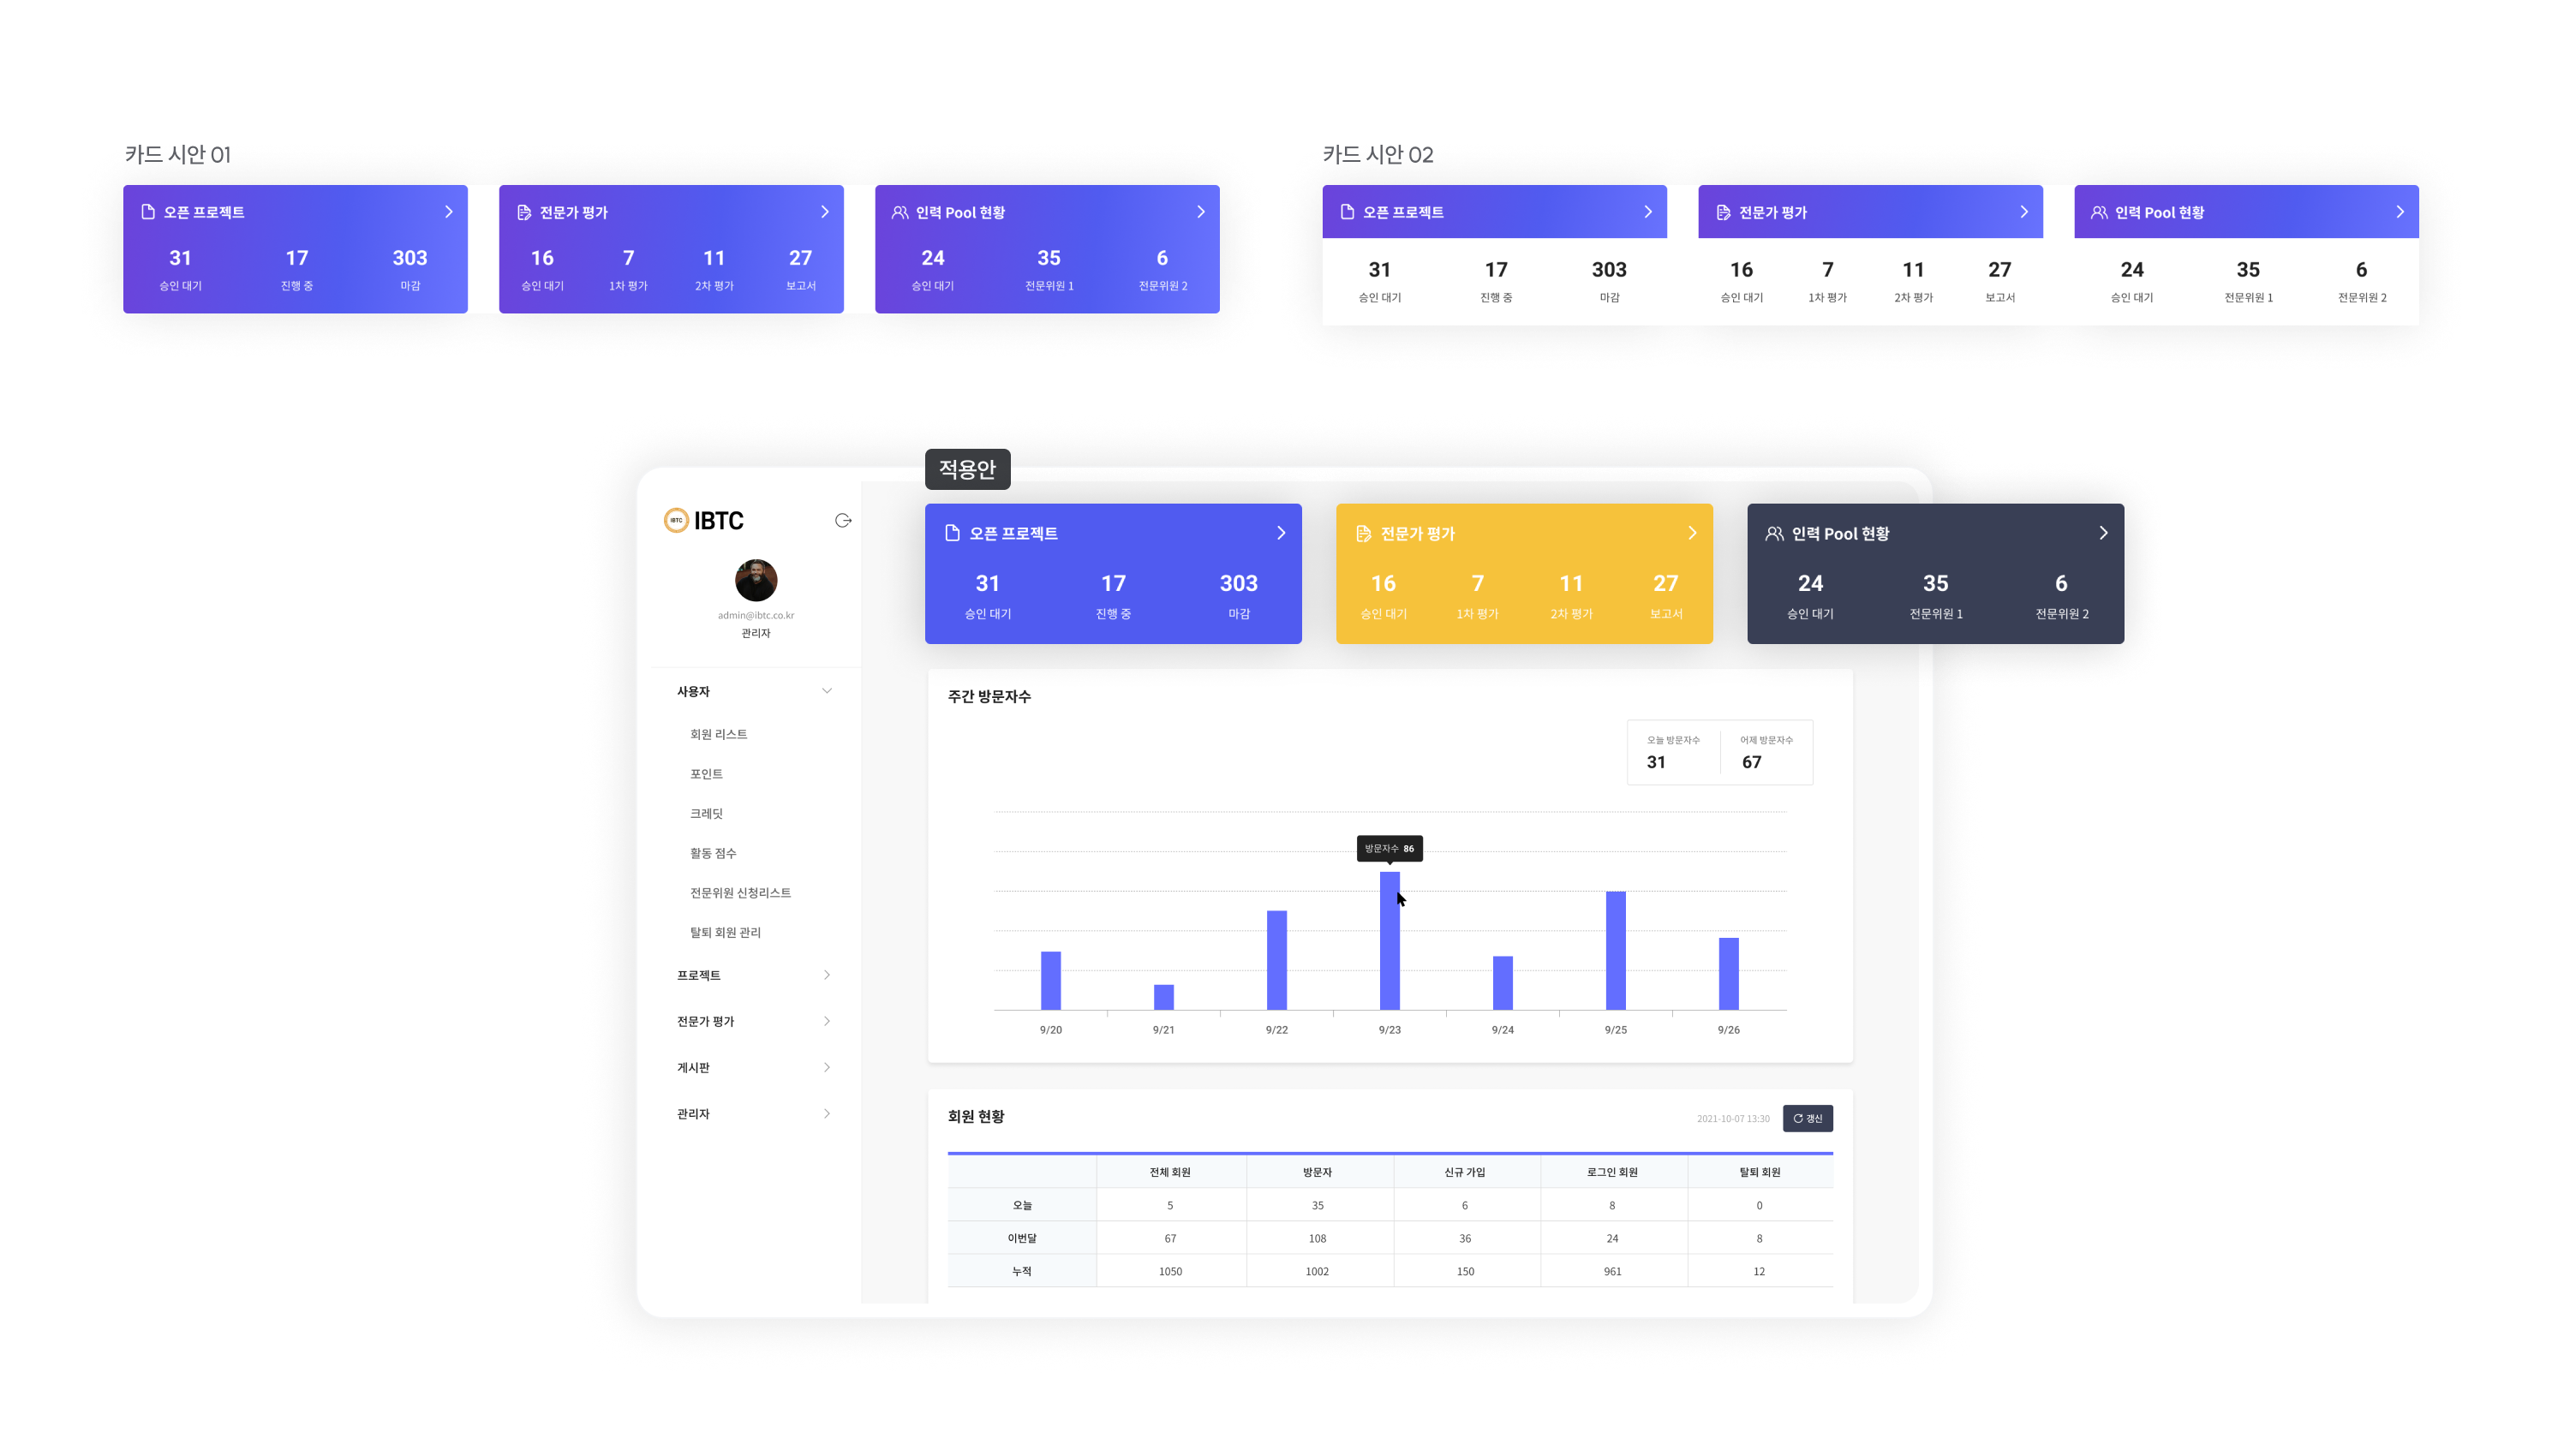 카드 시안 01
오픈 프로젝트
31 17 303
승인 대기 진행 중 마감
전문가 평가
16 7 11 27
승인 대기 1차 평가 2차 평가 보고서
인력 Pool 현황
24 35 6
승인 대기 전문위원 1 전문위원 2
카드 시안 02
오픈 프로젝트
31 17 303
승인 대기 진행 중 마감
전문가 평가
16 7 11 27
승인 대기 1차 평가 2차 평가 보고서
인력 Pool 현황
24 35 6
승인 대기 전문위원 1 전문위원 2
적용안
IBTC IBTC
admin@ibtc.co.kr
관리자
사용자
회원 리스트
포인트
크레딧
활동 점수
전문위원 신청리스트
탈퇴 회원 관리
프로젝트
전문가 평가
게시판
관리자
오픈 프로젝트
31 17 303
승인 대기 진행 중 마감
전문가 평가
16 7 11 27
승인 대기 1차 평가 2차 평가 보고서
인력 Pool 현황
24 35 6
승인 대기 전문위원 1 전문위원 2
주간 방문자수
오늘 방문자수 어제 방문자수
31 67
방문자수 86
9/20 9/21 9/22 9/23 9/24 9/25 9/26
회원 현황
2021-10-07 13:30 갱신
전체 회원 방문자 신규 가입 로그인 회원 탈퇴 회원
오늘 5 35 6 8 0
이번달 67 108 36 24 8
누적 1050 1002 150 961 12